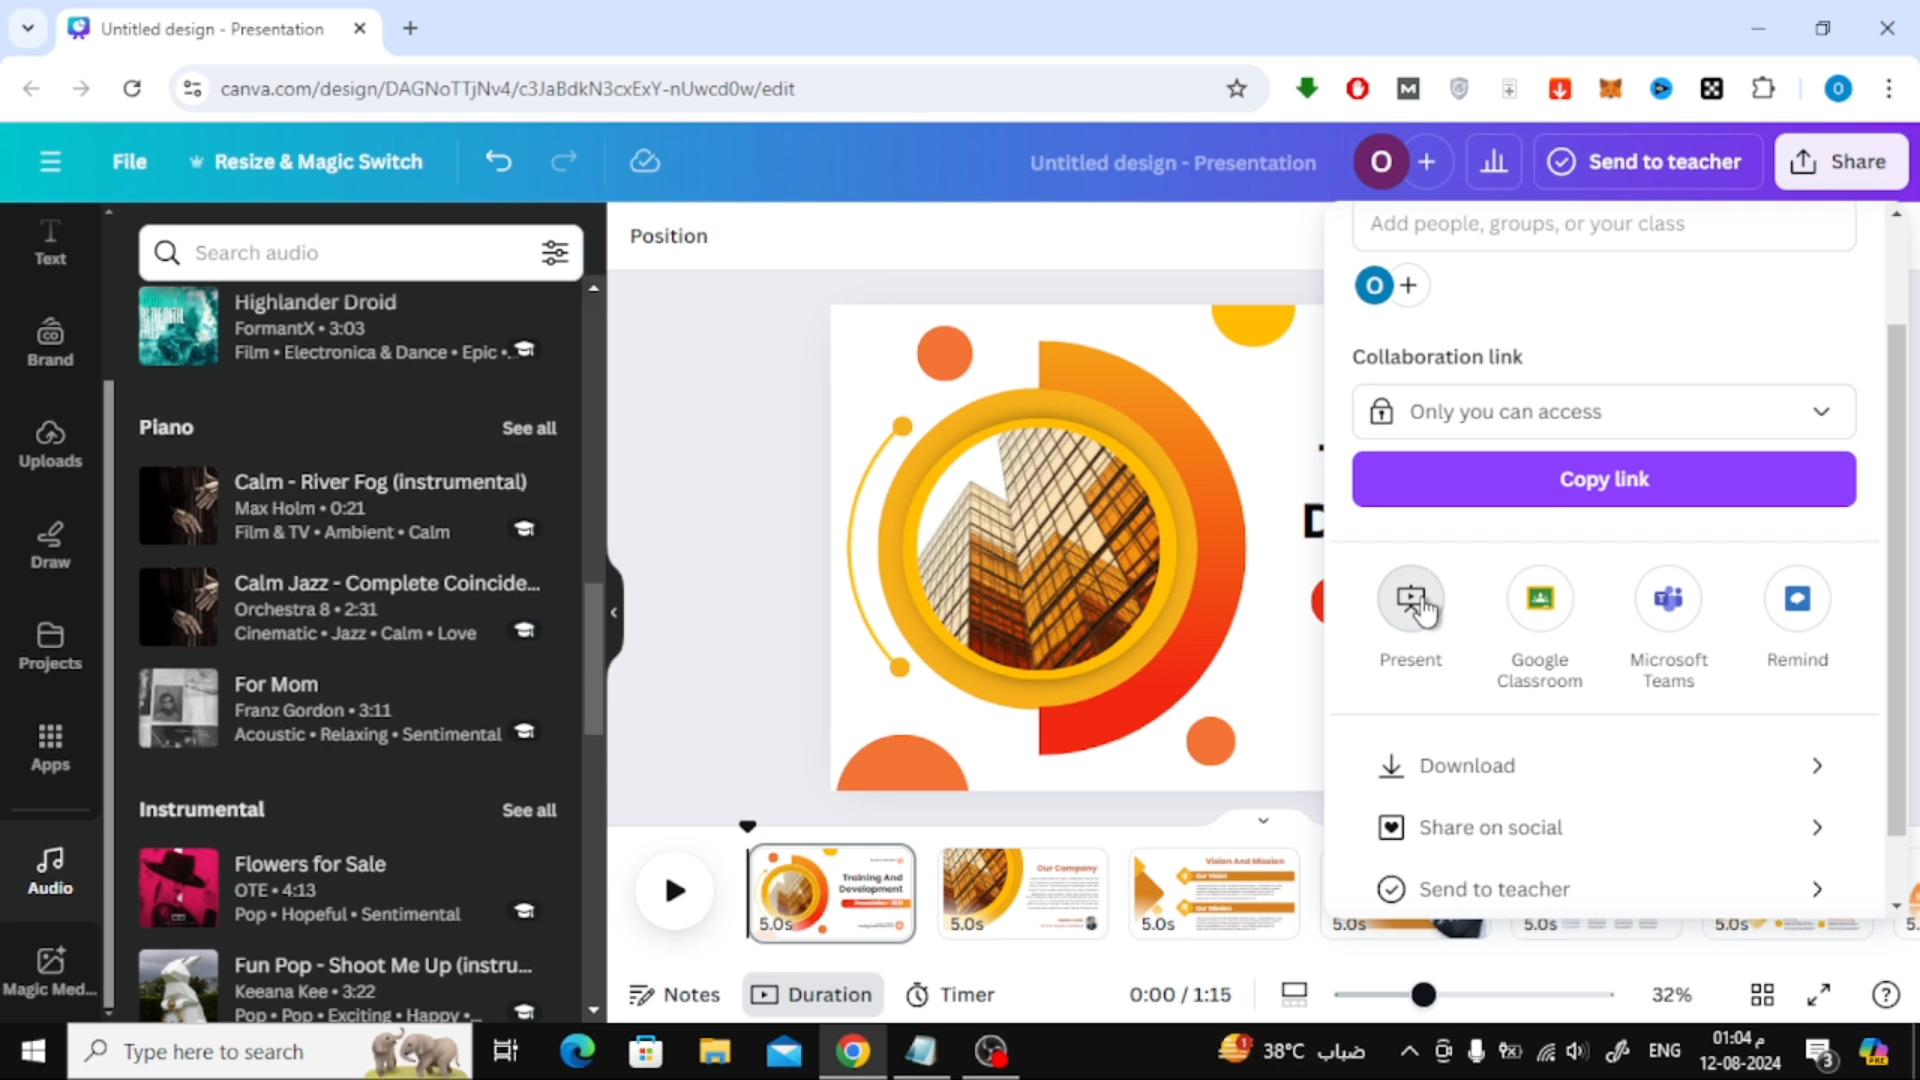 Untitled design - Presentation
canva.com/design/DAGNoTTjNv4/c3JaBdkN3cxExY-nUwcd0w/edit
File
Resize & Magic Switch
Untitled design - Presentation
O
Send to teacher
Share
Text
Brand
Uploads
Draw
Projects
Apps
Audio
Magic Med...
Search audio
Highlander Droid
FormantX • 3:03
Film • Electronica & Dance • Epic •...
Piano
See all
Calm - River Fog (instrumental)
Max Holm • 0:21
Film & TV • Ambient • Calm
Calm Jazz - Complete Coincide...
Orchestra 8 • 2:31
Cinematic • Jazz • Calm • Love
For Mom
Franz Gordon • 3:11
Acoustic • Relaxing • Sentimental
Instrumental
See all
Flowers for Sale
OTE • 4:13
Pop • Hopeful • Sentimental
Fun Pop - Shoot Me Up (instru...
Keeana Kee • 3:22
Pop • Pop • Exciting • Happy •...
Position
Add people, groups, or your class
O
Collaboration link
Only you can access
Copy link
Present
Google Classroom
Microsoft Teams
Remind
Download
Share on social
Send to teacher
Training And
Development
5.0s
Our Company
5.0s
Vision And Mission
Our Vision
Our Mission
5.0s
5.0s
5.0s
5.0s
Notes
Duration
Timer
0:00 / 1:15
32%
Type here to search
38°C
ضباب
ENG
01:04 م
12-08-2024
3